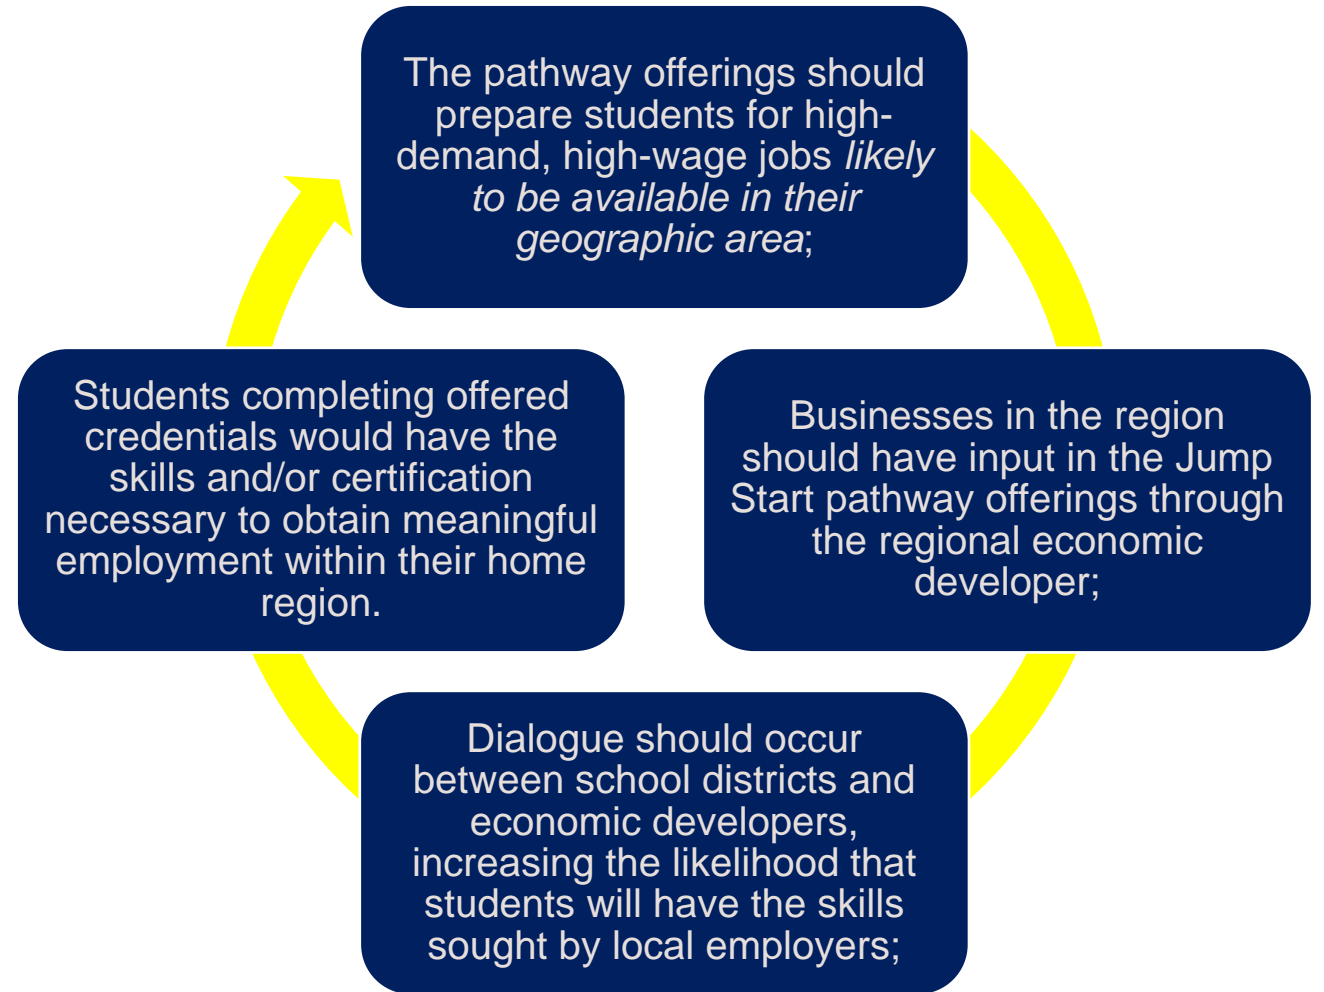 The pathway offerings should
prepare students for high-
demand, high-wage jobs likely
to be available in their
geographic area;
Businesses in the region
should have input in the Jump
Start pathway offerings through
the regional economic
developer;
Dialogue should occur
between school districts and
economic developers,
increasing the likelihood that
students will have the skills
sought by local employers;
Students completing offered
credentials would have the
skills and/or certification
necessary to obtain meaningful
employment within their home
region.